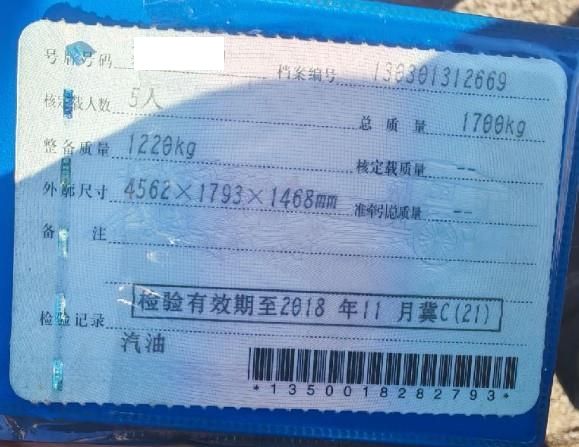 号牌号码 档案编号 130301312669
核定载人数 5人 总质量 1700kg
整备质量 1220kg 核定载质量 --
外廓尺寸 4562×1793×1468mm 准牵引总质量 --
备注
检验记录 检验有效期至2018年11月冀C(21)
汽油
*1350018282793*